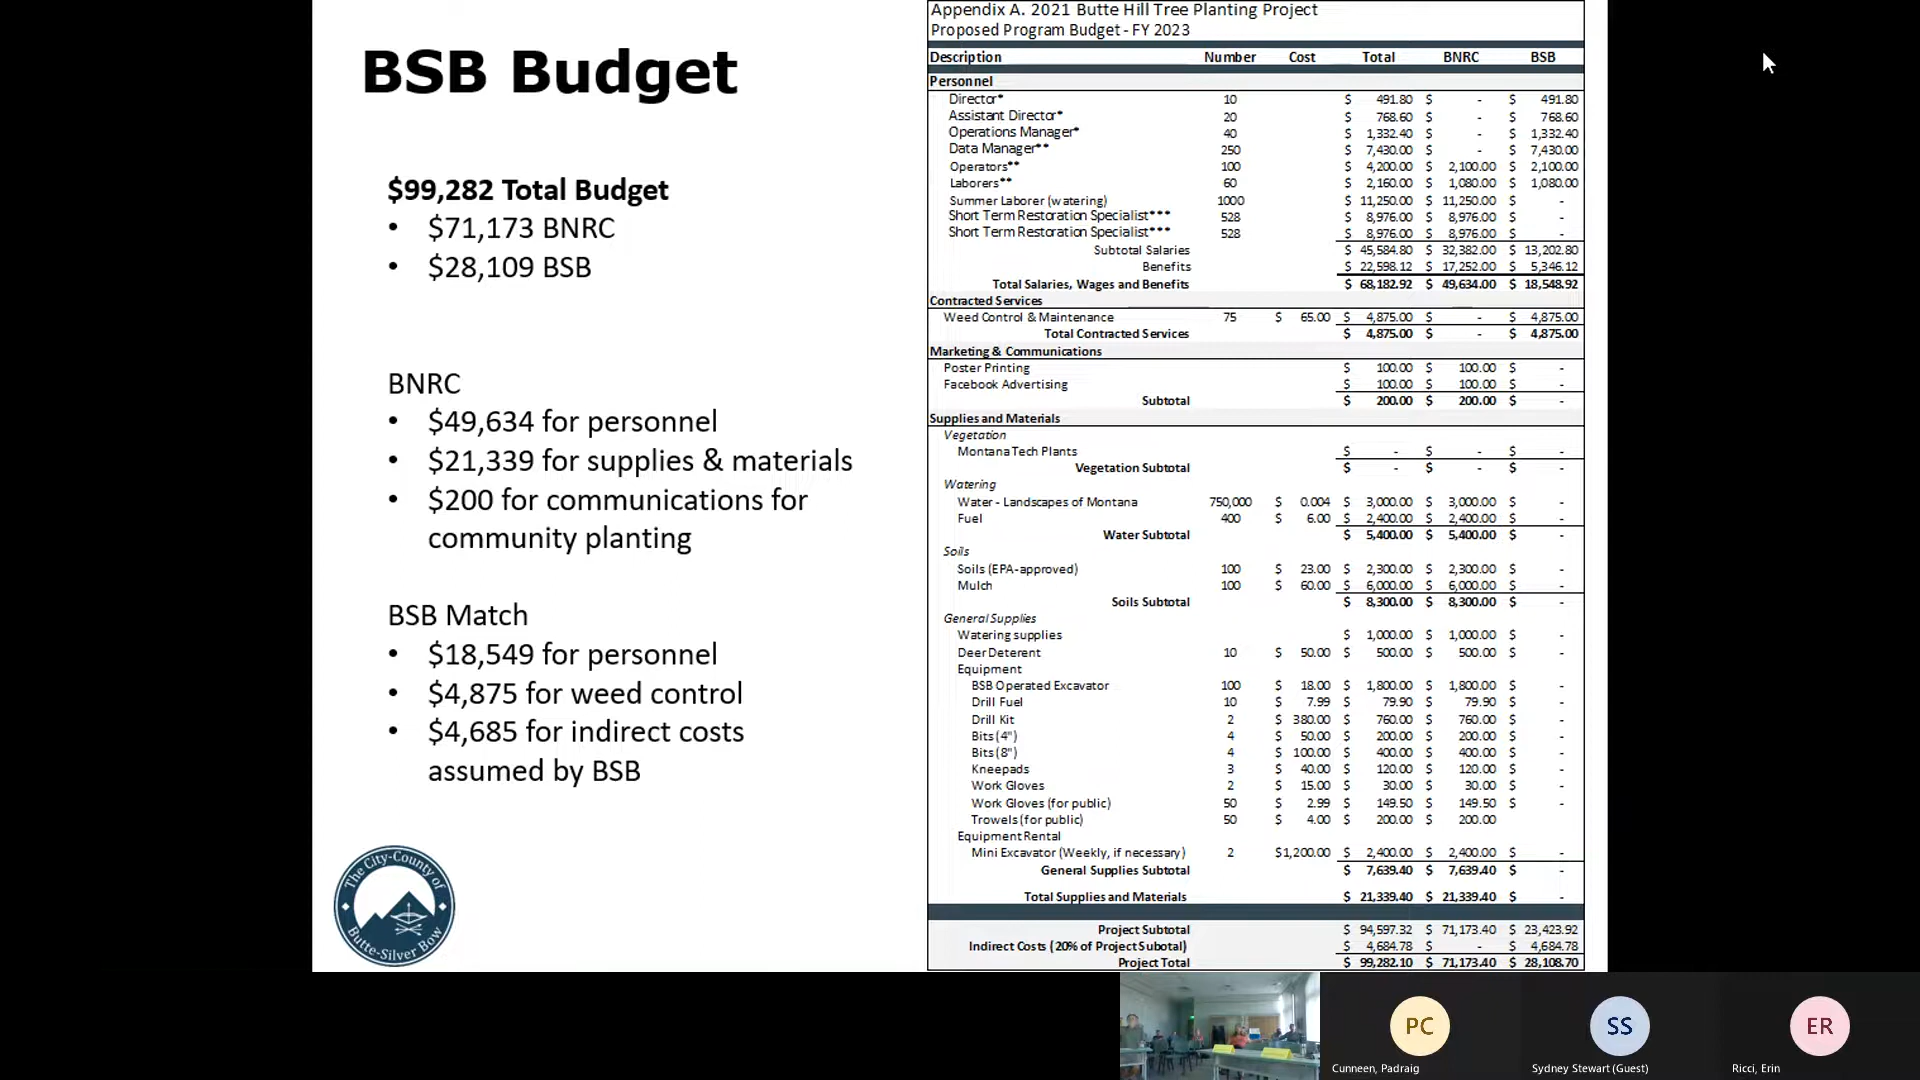 BSB Budget
$99,282 Total Budget
• $71,173 BNRC
• $28,109 BSB
BNRC
• $49,634 for personnel
• $21,339 for supplies & materials
• $200 for communications for
community planting
BSB Match
• $18,549 for personnel
• $4,875 for weed control
• $4,685 for indirect costs
assumed by BSB
The City-County of
Butte-Silver Bow
Appendix A. 2021 Butte Hill Tree Planting Project
Proposed Program Budget - FY 2023
Description Number Cost Total BNRC BSB
Personnel
Director* 10 $ 491.80 $ - $ 491.80
Assistant Director* 20 $ 768.60 $ - $ 768.60
Operations Manager* 40 $ 1,332.40 $ - $ 1,332.40
Data Manager** 250 $ 7,430.00 $ - $ 7,430.00
Operators** 100 $ 4,200.00 $ 2,100.00 $ 2,100.00
Laborers** 60 $ 2,160.00 $ 1,080.00 $ 1,080.00
Summer Laborer (watering) 1000 $ 11,250.00 $ 11,250.00 $ -
Short Term Restoration Specialist*** 528 $ 8,976.00 $ 8,976.00 $ -
Short Term Restoration Specialist*** 528 $ 8,976.00 $ 8,976.00 $ -
Subtotal Salaries $ 45,584.80 $ 32,382.00 $ 13,202.80
Benefits $ 22,598.12 $ 17,252.00 $ 5,346.12
Total Salaries, Wages and Benefits $ 68,182.92 $ 49,634.00 $ 18,548.92
Contracted Services
Weed Control & Maintenance 75 $ 65.00 $ 4,875.00 $ - $ 4,875.00
Total Contracted Services $ 4,875.00 $ - $ 4,875.00
Marketing & Communications
Poster Printing $ 100.00 $ 100.00 $ -
Facebook Advertising $ 100.00 $ 100.00 $ -
Subtotal $ 200.00 $ 200.00 $ -
Supplies and Materials
Vegetation
Montana Tech Plants $ - $ - $ -
Vegetation Subtotal $ - $ - $ -
Watering
Water - Landscapes of Montana 750,000 $ 0.004 $ 3,000.00 $ 3,000.00 $ -
Fuel 400 $ 6.00 $ 2,400.00 $ 2,400.00 $ -
Water Subtotal $ 5,400.00 $ 5,400.00 $ -
Soils
Soils (EPA-approved) 100 $ 23.00 $ 2,300.00 $ 2,300.00 $ -
Mulch 100 $ 60.00 $ 6,000.00 $ 6,000.00 $ -
Soils Subtotal $ 8,300.00 $ 8,300.00 $ -
General Supplies
Watering supplies $ 1,000.00 $ 1,000.00 $ -
Deer Deterent 10 $ 50.00 $ 500.00 $ 500.00 $ -
Equipment
BSB Operated Excavator 100 $ 18.00 $ 1,800.00 $ 1,800.00 $ -
Drill Fuel 10 $ 7.99 $ 79.90 $ 79.90 $ -
Drill Kit 2 $ 380.00 $ 760.00 $ 760.00 $ -
Bits (4") 4 $ 50.00 $ 200.00 $ 200.00 $ -
Bits (8") 4 $ 100.00 $ 400.00 $ 400.00 $ -
Kneepads 3 $ 40.00 $ 120.00 $ 120.00 $ -
Work Gloves 2 $ 15.00 $ 30.00 $ 30.00 $ -
Work Gloves (for public) 50 $ 2.99 $ 149.50 $ 149.50 $ -
Trowels (for public) 50 $ 4.00 $ 200.00 $ 200.00
Equipment Rental
Mini Excavator (Weekly, if necessary) 2 $1,200.00 $ 2,400.00 $ 2,400.00 $ -
General Supplies Subtotal $ 7,639.40 $ 7,639.40 $ -
Total Supplies and Materials $ 21,339.40 $ 21,339.40 $ -
Project Subtotal $ 94,597.32 $ 71,173.40 $ 23,423.92
Indirect Costs (20% of Project Subotal) $ 4,684.78 $ - $ 4,684.78
Project Total $ 99,282.10 $ 71,173.40 $ 28,108.70
PC
SS
ER
Cunneen, Padraig
Sydney Stewart (Guest)
Ricci, Erin